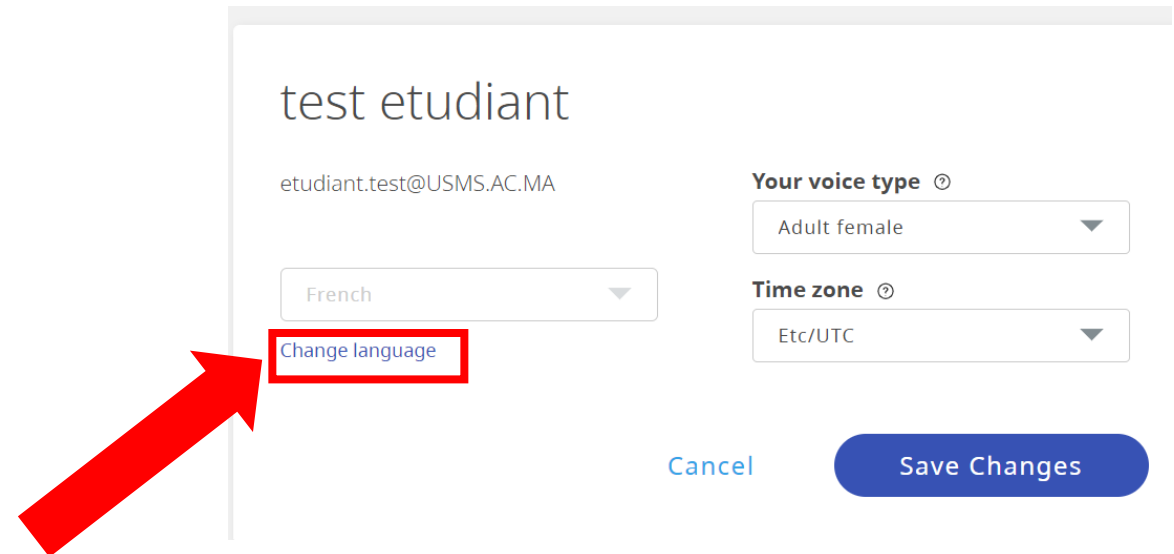 test etudiant
etudiant.test@USMS.AC.MA
Your voice type
Adult female
French
Time zone
Change language
Etc/UTC
Cancel
Save Changes